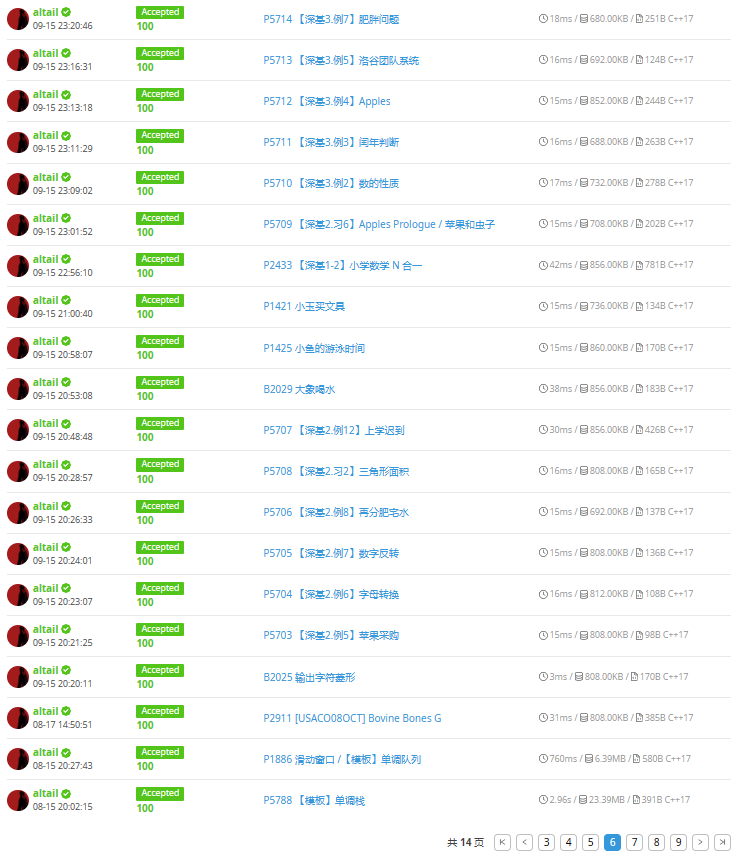 altail Accepted
09-15 23:20:46 100 P5714 【深基3.例7】肥胖问题 18ms / 680.00KB / 251B C++17
altail Accepted
09-15 23:16:31 100 P5713 【深基3.例5】洛谷团队系统 16ms / 692.00KB / 124B C++17
altail Accepted
09-15 23:13:18 100 P5712 【深基3.例4】Apples 15ms / 852.00KB / 244B C++17
altail Accepted
09-15 23:11:29 100 P5711 【深基3.例3】闰年判断 16ms / 688.00KB / 263B C++17
altail Accepted
09-15 23:09:02 100 P5710 【深基3.例2】数的性质 17ms / 732.00KB / 278B C++17
altail Accepted
09-15 23:01:52 100 P5709 【深基2.习6】Apples Prologue / 苹果和虫子 15ms / 708.00KB / 202B C++17
altail Accepted
09-15 22:56:10 100 P2433 【深基1-2】小学数学 N 合一 42ms / 856.00KB / 781B C++17
altail Accepted
09-15 21:00:40 100 P1421 小玉买文具 15ms / 736.00KB / 134B C++17
altail Accepted
09-15 20:58:07 100 P1425 小鱼的游泳时间 15ms / 860.00KB / 170B C++17
altail Accepted
09-15 20:53:08 100 B2029 大象喝水 38ms / 856.00KB / 183B C++17
altail Accepted
09-15 20:48:48 100 P5707 【深基2.例12】上学迟到 30ms / 856.00KB / 426B C++17
altail Accepted
09-15 20:28:57 100 P5708 【深基2.习2】三角形面积 16ms / 808.00KB / 165B C++17
altail Accepted
09-15 20:26:33 100 P5706 【深基2.例8】再分肥宅水 15ms / 692.00KB / 137B C++17
altail Accepted
09-15 20:24:01 100 P5705 【深基2.例7】数字反转 15ms / 808.00KB / 136B C++17
altail Accepted
09-15 20:23:07 100 P5704 【深基2.例6】字母转换 16ms / 812.00KB / 108B C++17
altail Accepted
09-15 20:21:25 100 P5703 【深基2.例5】苹果采购 15ms / 808.00KB / 98B C++17
altail Accepted
09-15 20:20:11 100 B2025 输出字符菱形 3ms / 808.00KB / 170B C++17
altail Accepted
08-17 14:50:51 100 P2911 [USACO08OCT] Bovine Bones G 31ms / 808.00KB / 385B C++17
altail Accepted
08-15 20:27:43 100 P1886 滑动窗口 /【模板】单调队列 760ms / 6.39MB / 580B C++17
altail Accepted
08-15 20:02:15 100 P5788 【模板】单调栈 2.96s / 23.39MB / 391B C++17
共 14 页 3 4 5 6 7 8 9